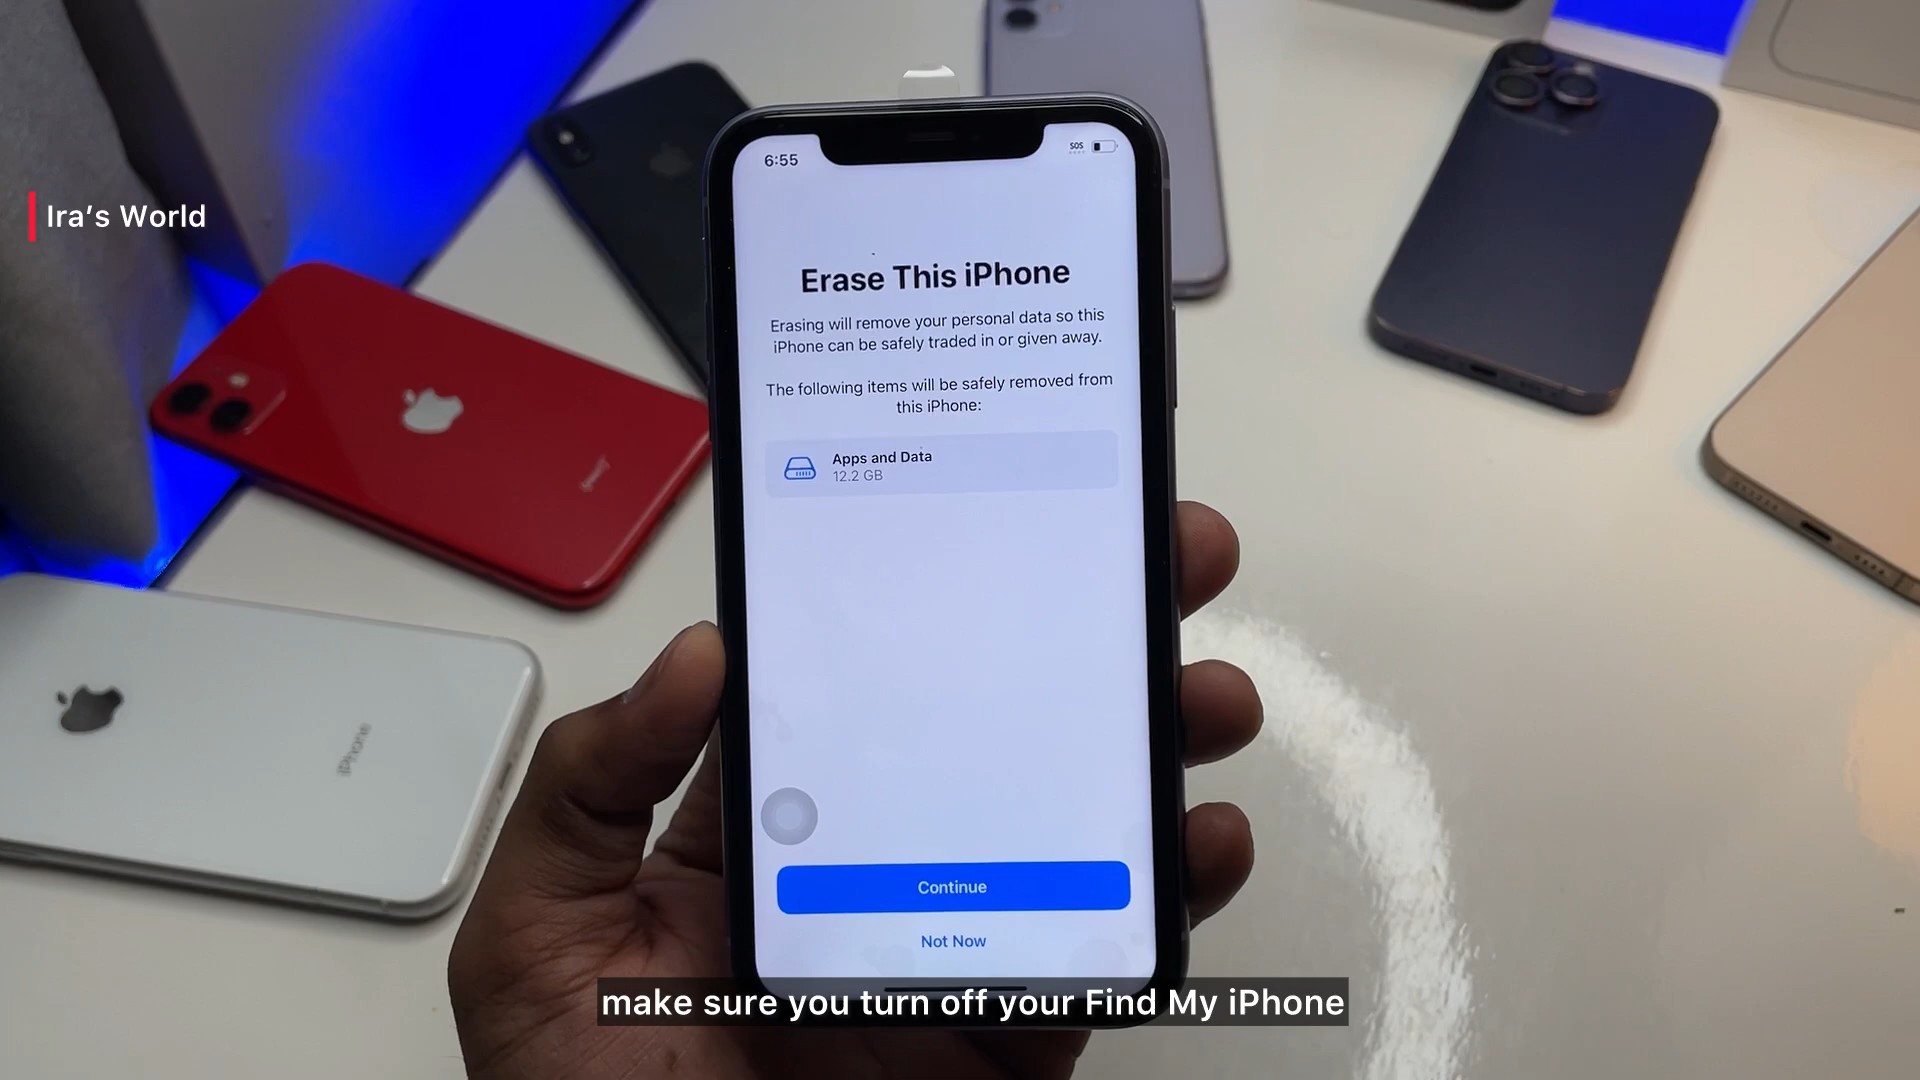 Ira’s World
6:55
SOS
Erase This iPhone
Erasing will remove your personal data so this
iPhone can be safely traded in or given away.
The following items will be safely removed from
this iPhone:
Apps and Data
12.2 GB
iPhone
Continue
Not Now
make sure you turn off your Find My iPhone